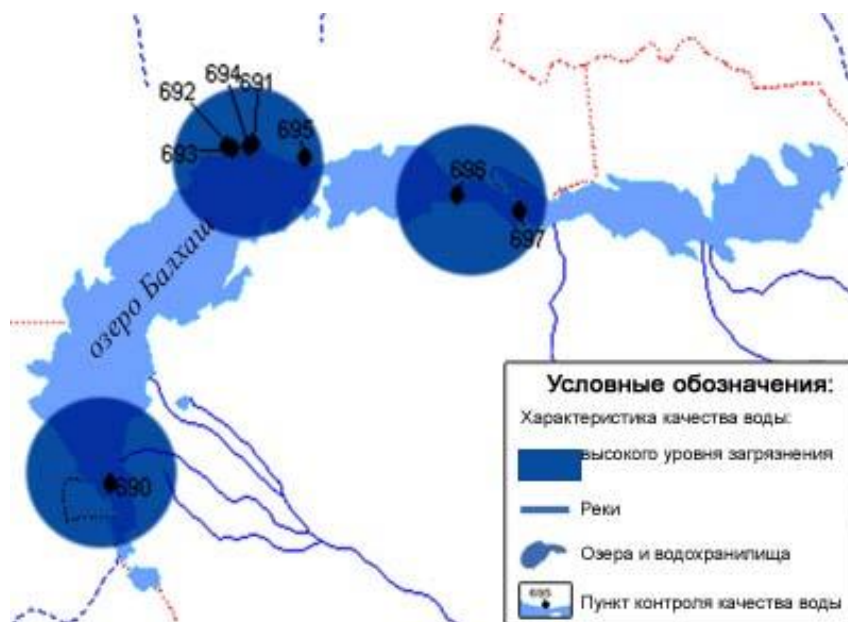 694 691
692
695
693
696
697
озеро Балхаш
690
Условные обозначения:
Характеристика качества воды:
высокого уровня загрязнения
Реки
Озера и водохранилища
695
Пункт контроля качества воды